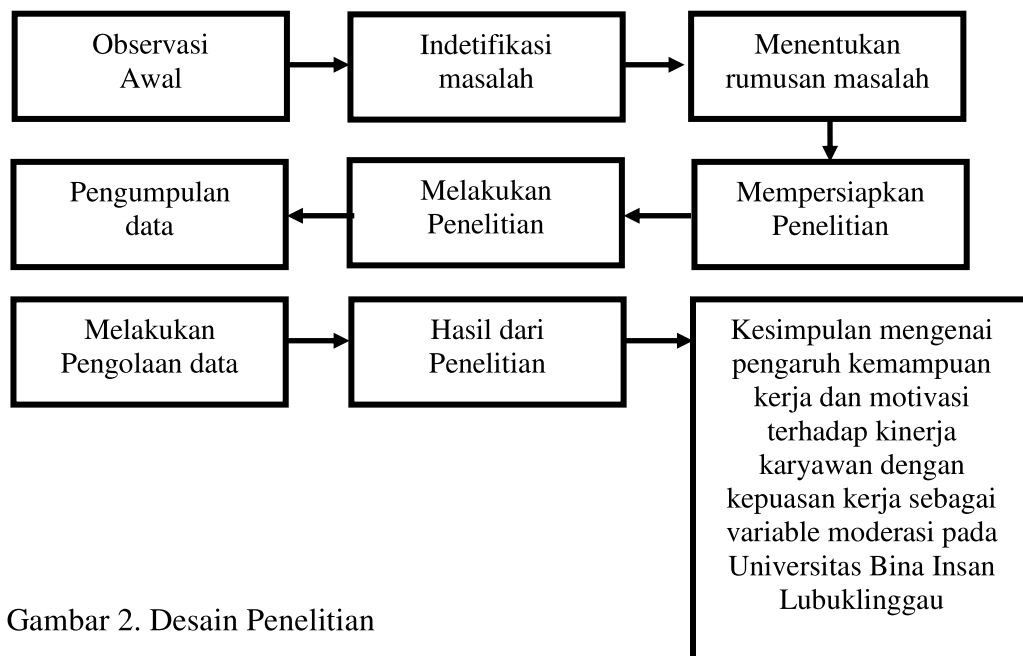 Observasi
Awal
Indetifikasi
masalah
Menentukan
rumusan masalah
Pengumpulan
data
Melakukan
Penelitian
Mempersiapkan
Penelitian
Melakukan
Pengolaan data
Hasil dari
Penelitian
Kesimpulan mengenai
pengaruh kemampuan
kerja dan motivasi
terhadap kinerja
karyawan dengan
kepuasan kerja sebagai
variable moderasi pada
Universitas Bina Insan
Lubuklinggau
Gambar 2. Desain Penelitian